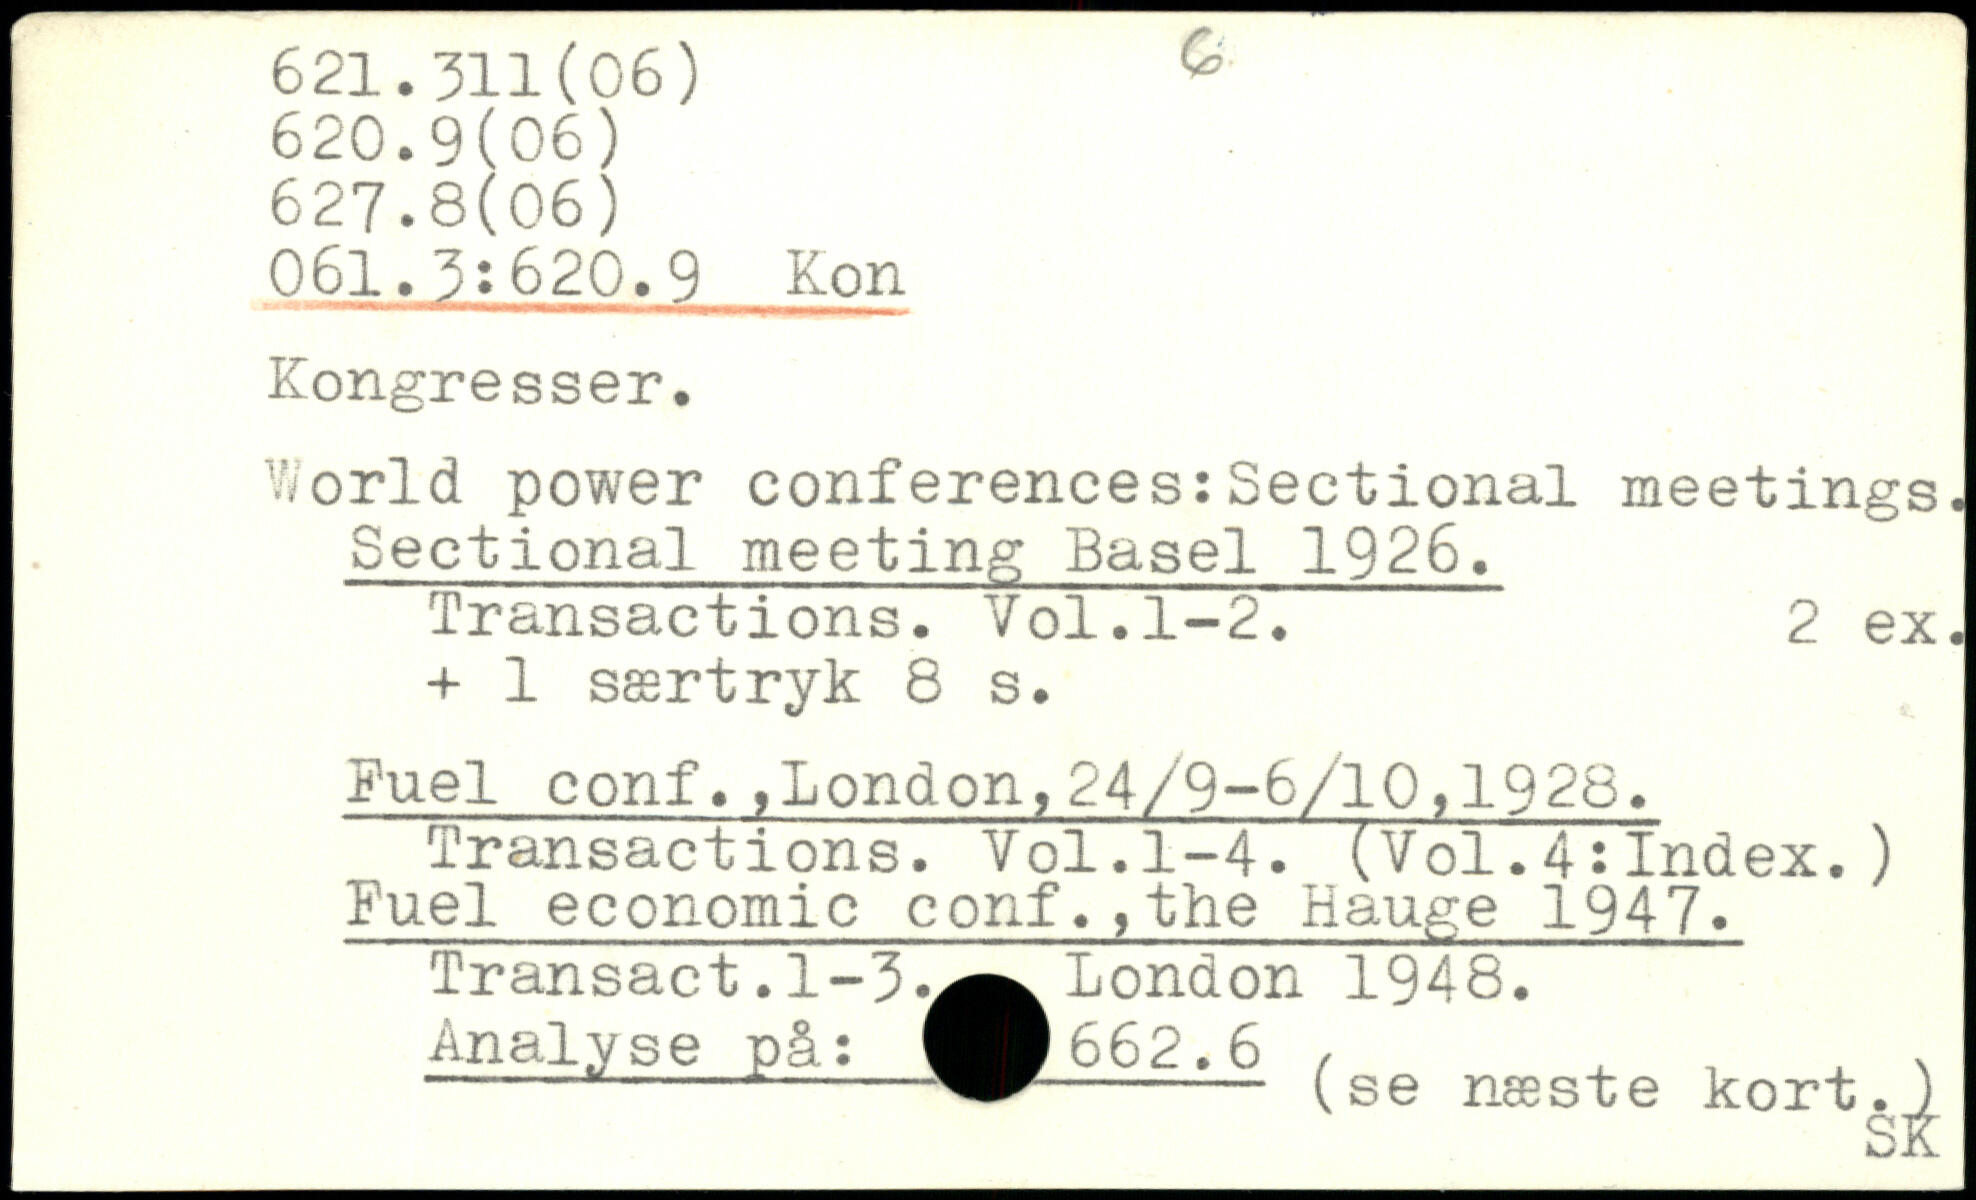 6
621.311(06)
620.9(06)
627.8(06)
061.3:620.9 Kon
Kongresser.
World power conferences:Sectional meetings.
Sectional meeting Basel 1926.
Transactions. Vol.1-2. 2 ex.
+ 1 særtryk 8 s.
Fuel conf.,London,24/9-6/10,1928.
Transactions. Vol.1-4. (Vol.4:Index.)
Fuel economic conf.,the Hauge 1947.
Transact.1-3. London 1948.
Analyse på: 662.6
(se næste kort.)
SK